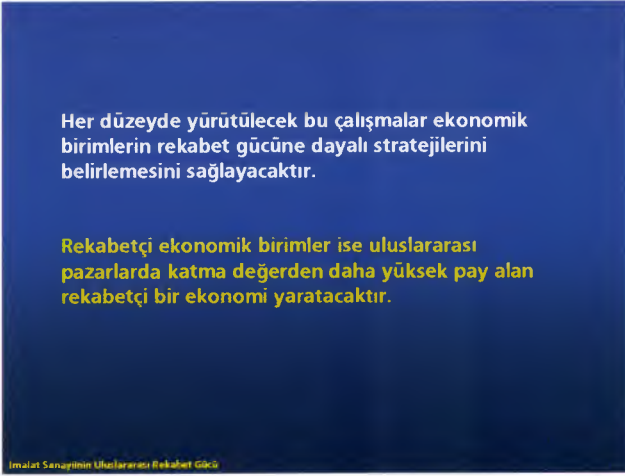 Her düzeyde yürütülecek bu çalışmalar ekonomik
birimlerin rekabet gücüne dayalı stratejilerini
belirlemesini sağlayacaktır.
Rekabetçi ekonomik birimler ise uluslararası
pazarlarda katma değerden daha yüksek pay alan
rekabetçi bir ekonomi yaratacaktır.
İmalat Sanayiinin Uluslararası Rekabet Gücü